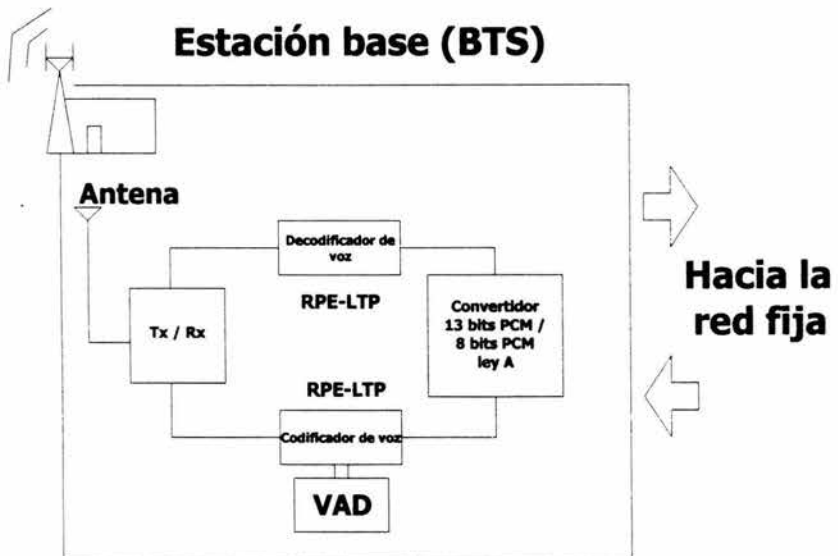 Estación base (BTS)
Antena
Decodificador de
voz
RPE-LTP
Tx / Rx
Convertidor
13 bits PCM /
8 bits PCM
ley A
Hacia la
red fija
RPE-LTP
Codificador de voz
VAD